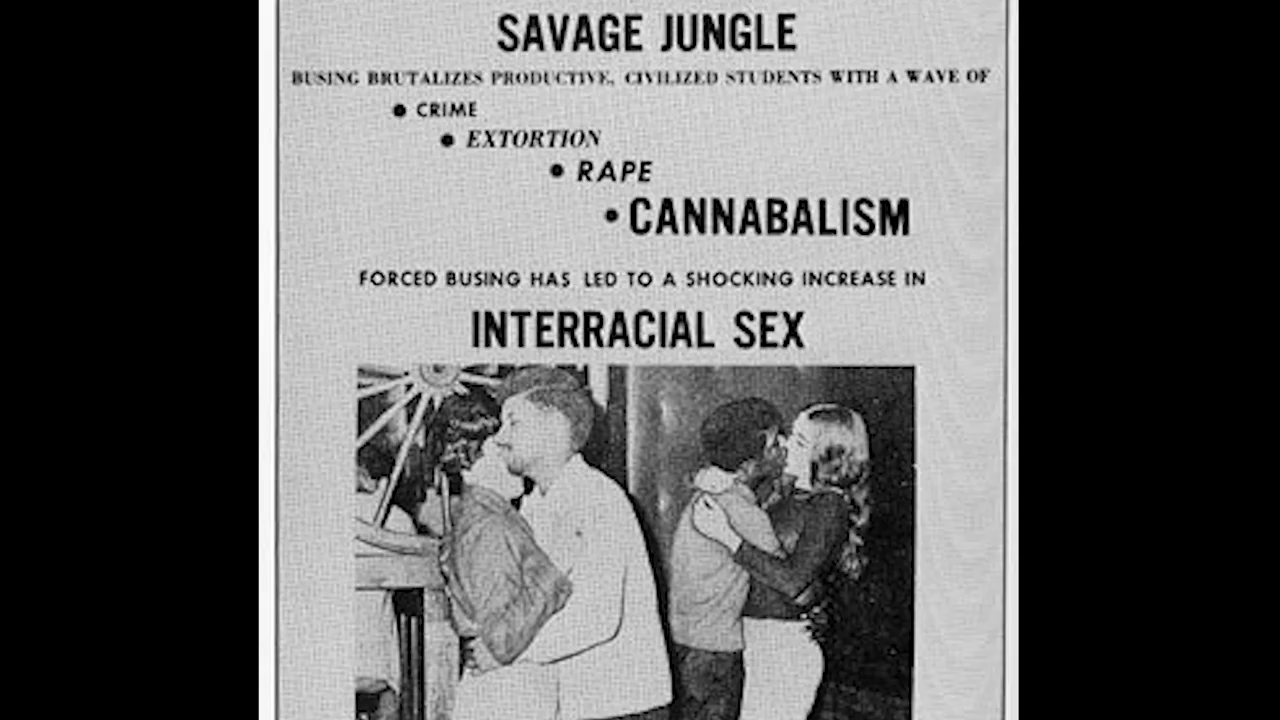 SAVAGE JUNGLE
BUSING BRUTALIZES PRODUCTIVE, CIVILIZED STUDENTS WITH A WAVE OF
• CRIME
• EXTORTION
• RAPE
• CANNABALISM
FORCED BUSING HAS LED TO A SHOCKING INCREASE IN
INTERRACIAL SEX